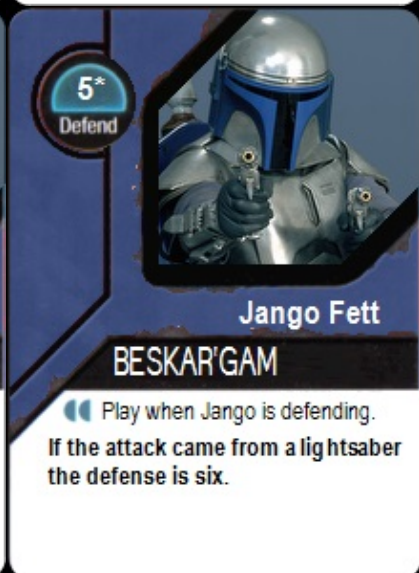 5*
Defend
Jango Fett
BESKAR'GAM
Play when Jango is defending.
If the attack came from a lightsaber
the defense is six.